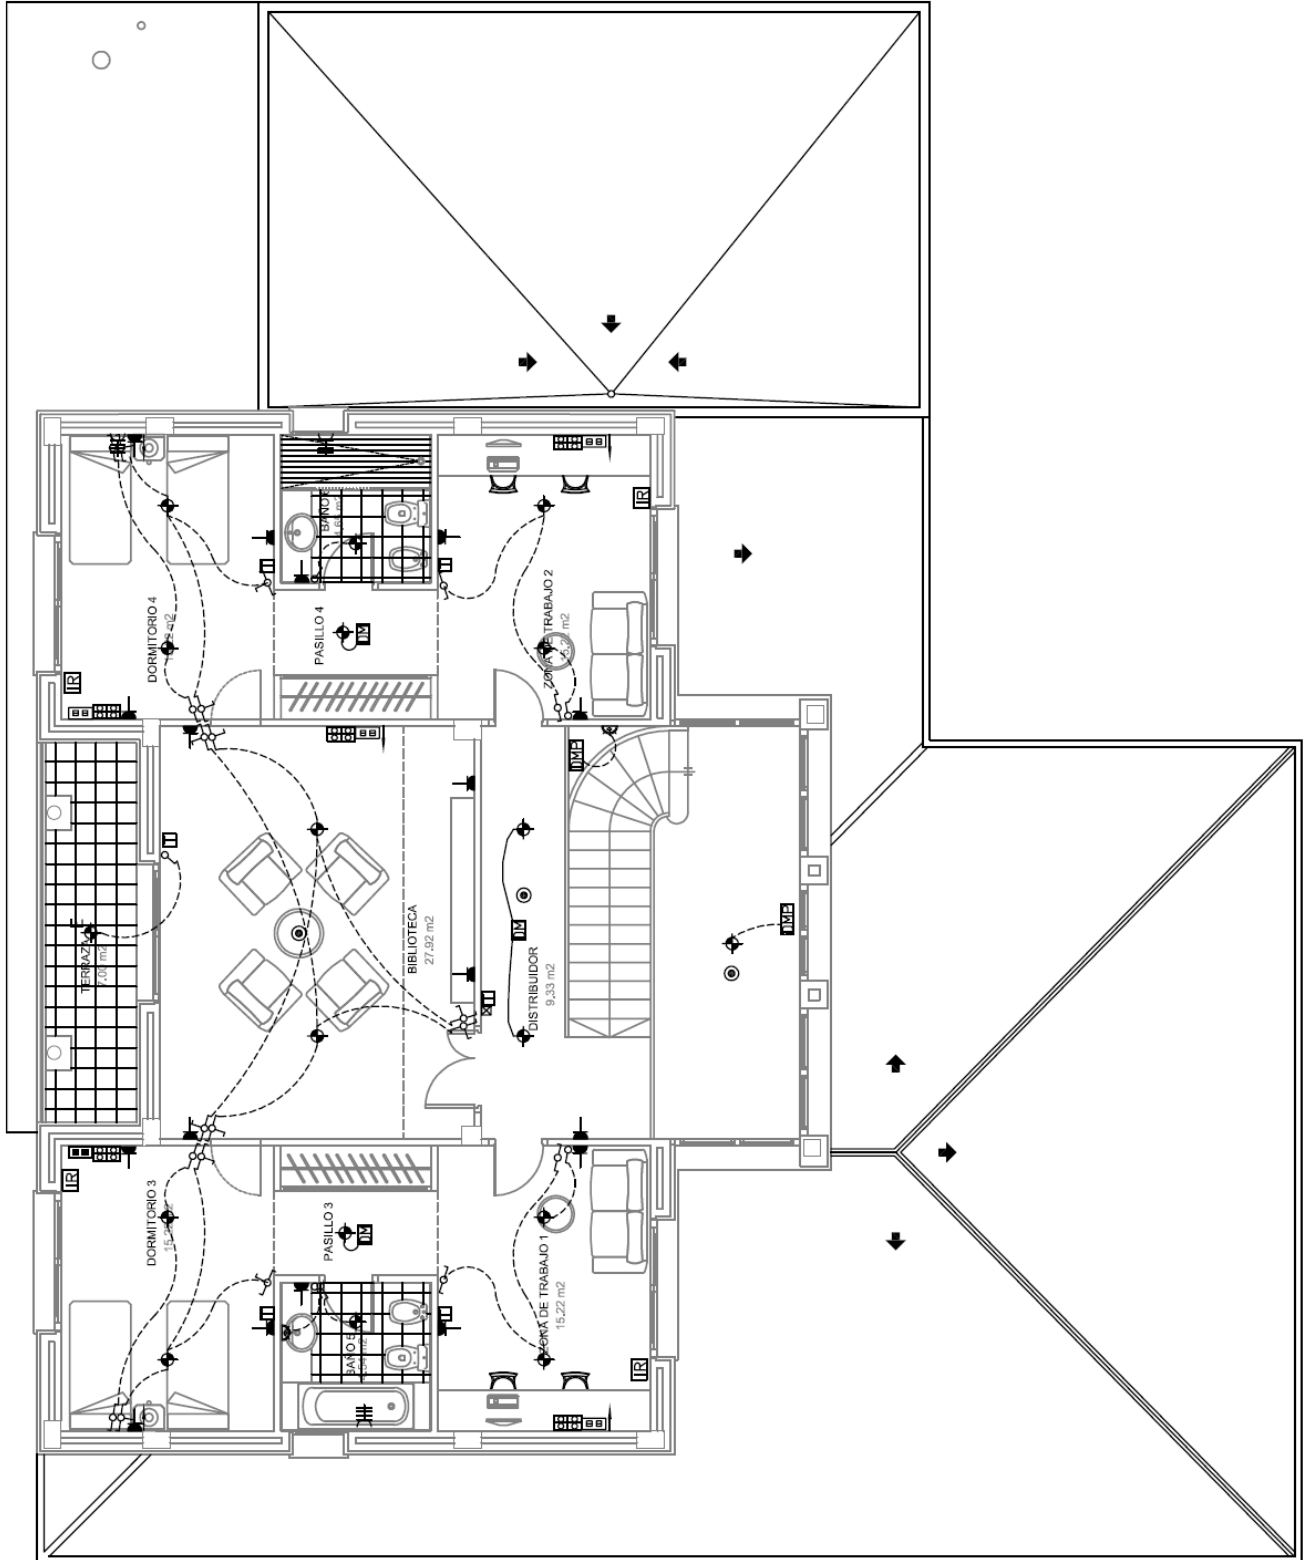 BAÑO
IR
T
T
DORMITORIO 4
PASILLO 4
DM
ZONA DE TRABAJO 2
IR
DMP
T
BIBLIOTECA
27.92 m2
TERRAZA
7.00 m2
DM
DMP
DISTRIBUIDOR
9.33 m2
T
IR
DORMITORIO 3
PASILLO 3
DM
ZONA DE TRABAJO 1
15.22 m2
T
T
BAÑO 5
IR